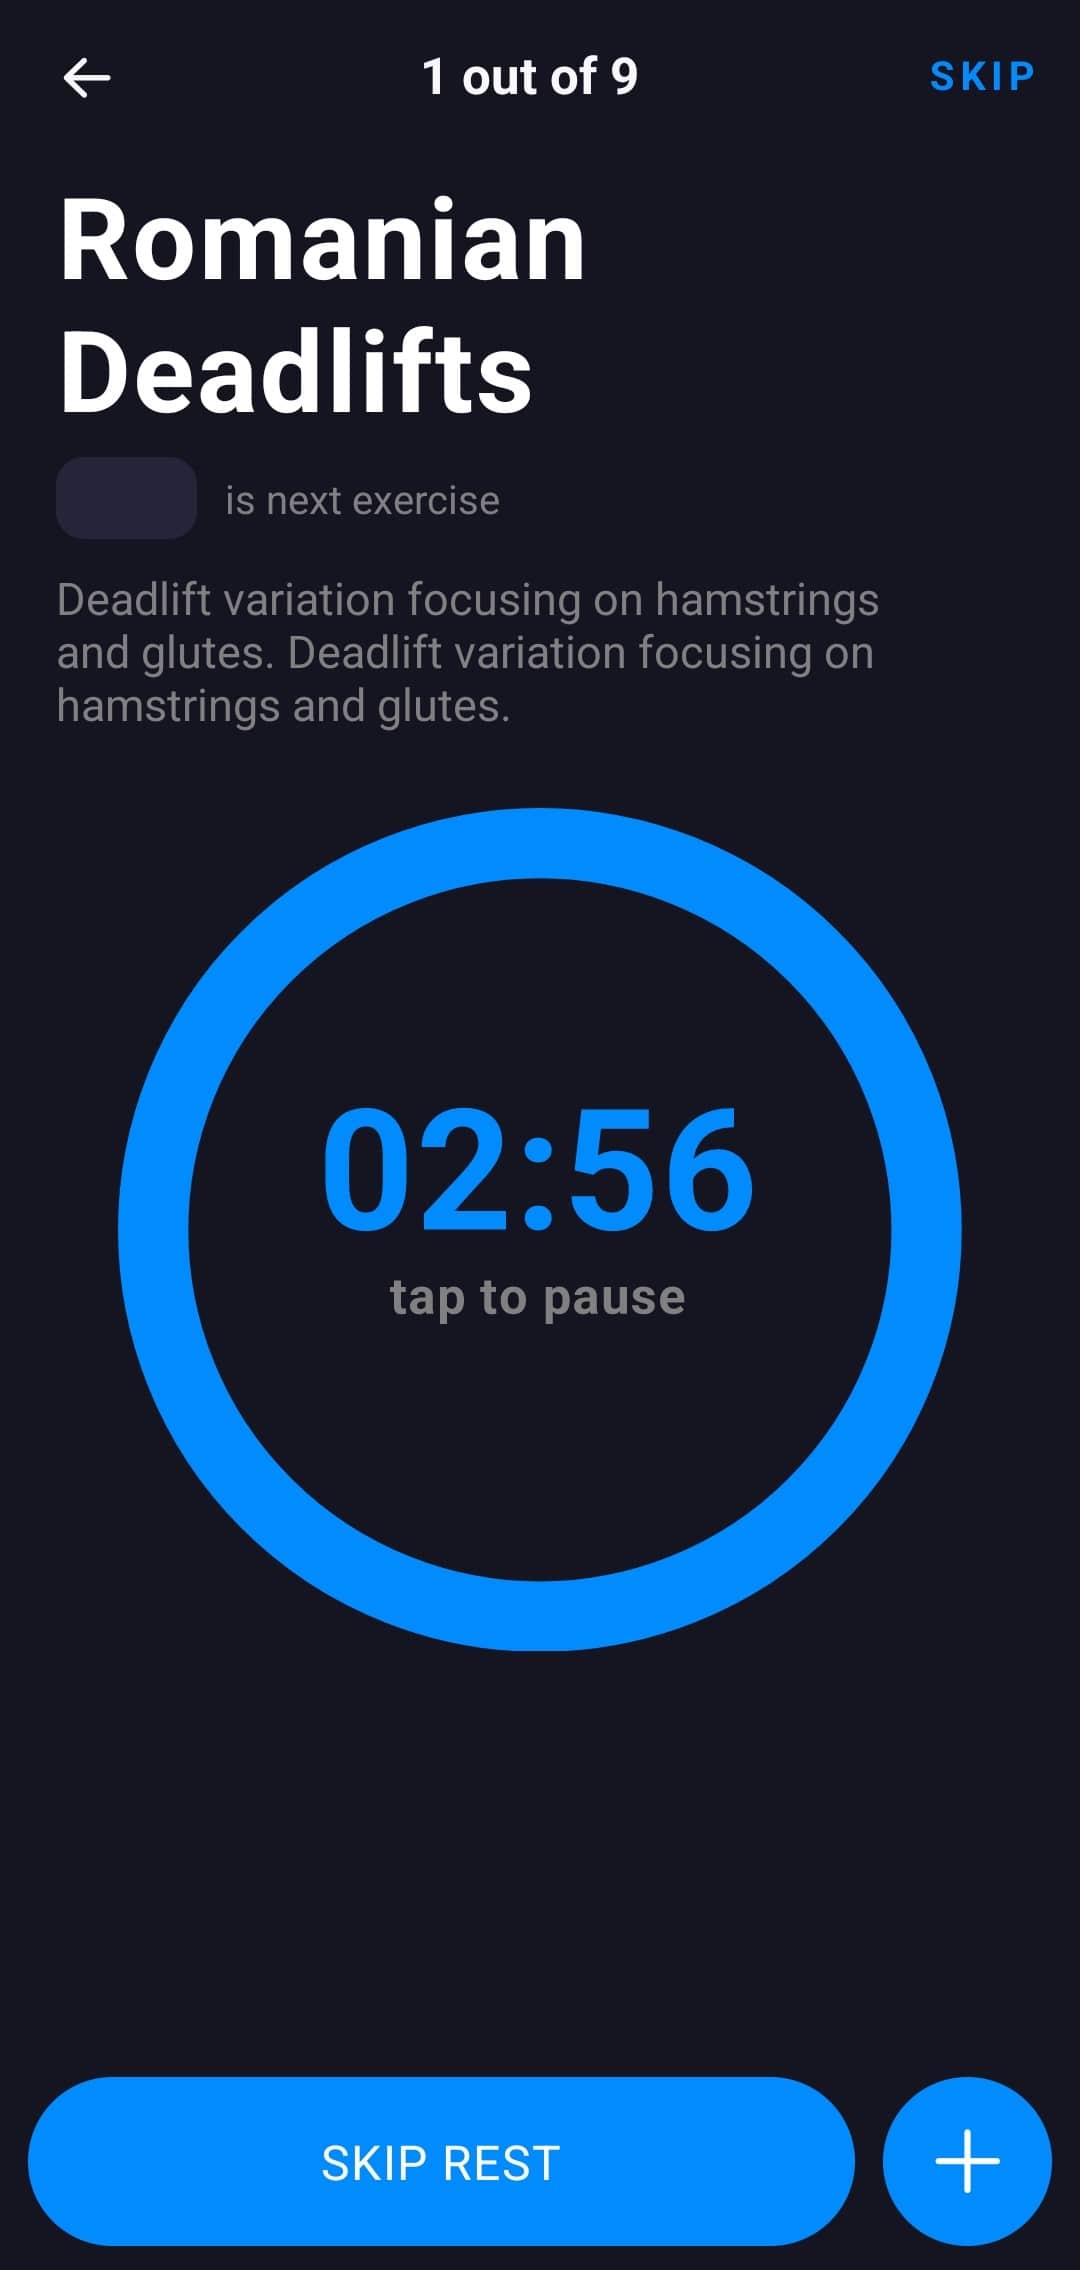 1 out of 9
SKIP
Romanian
Deadlifts
is next exercise
Deadlift variation focusing on hamstrings
and glutes. Deadlift variation focusing on
hamstrings and glutes.
02:56
tap to pause
SKIP REST